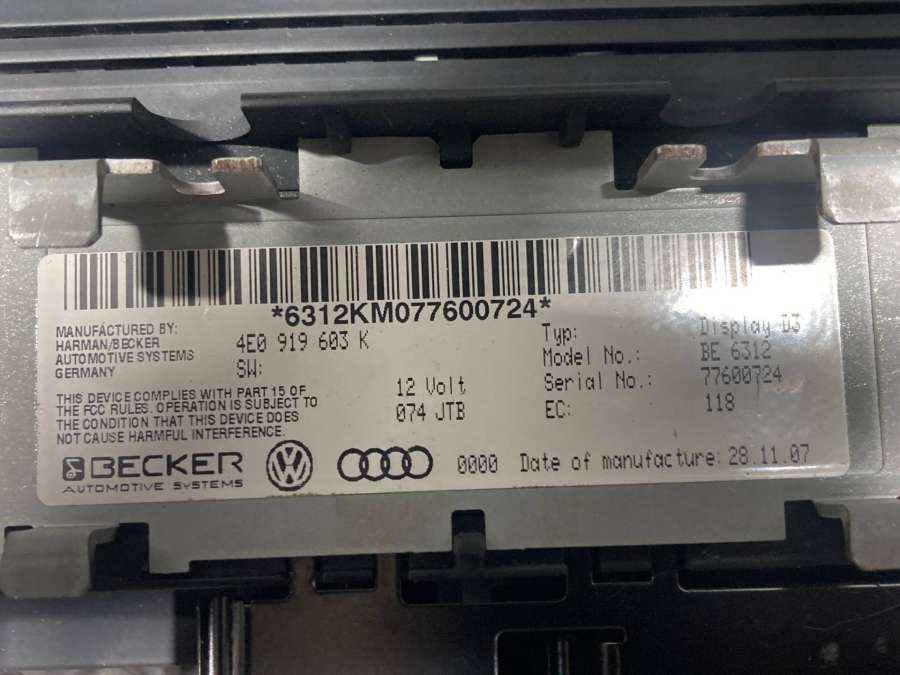 *6312KM077600724*
MANUFACTURED BY:
HARMAN/BECKER
AUTOMOTIVE SYSTEMS
GERMANY
4E0 919 603 K
SW:
Typ: Display D3
Model No.: BE 6312
Serial No.: 77600724
EC: 118
12 Volt
074 JTB
THIS DEVICE COMPLIES WITH PART 15 OF
THE FCC RULES. OPERATION IS SUBJECT TO
THE CONDITION THAT THIS DEVICE DOES
NOT CAUSE HARMFUL INTERFERENCE.
BECKER
AUTOMOTIVE SYSTEMS
0000 Date of manufacture: 28.11.07